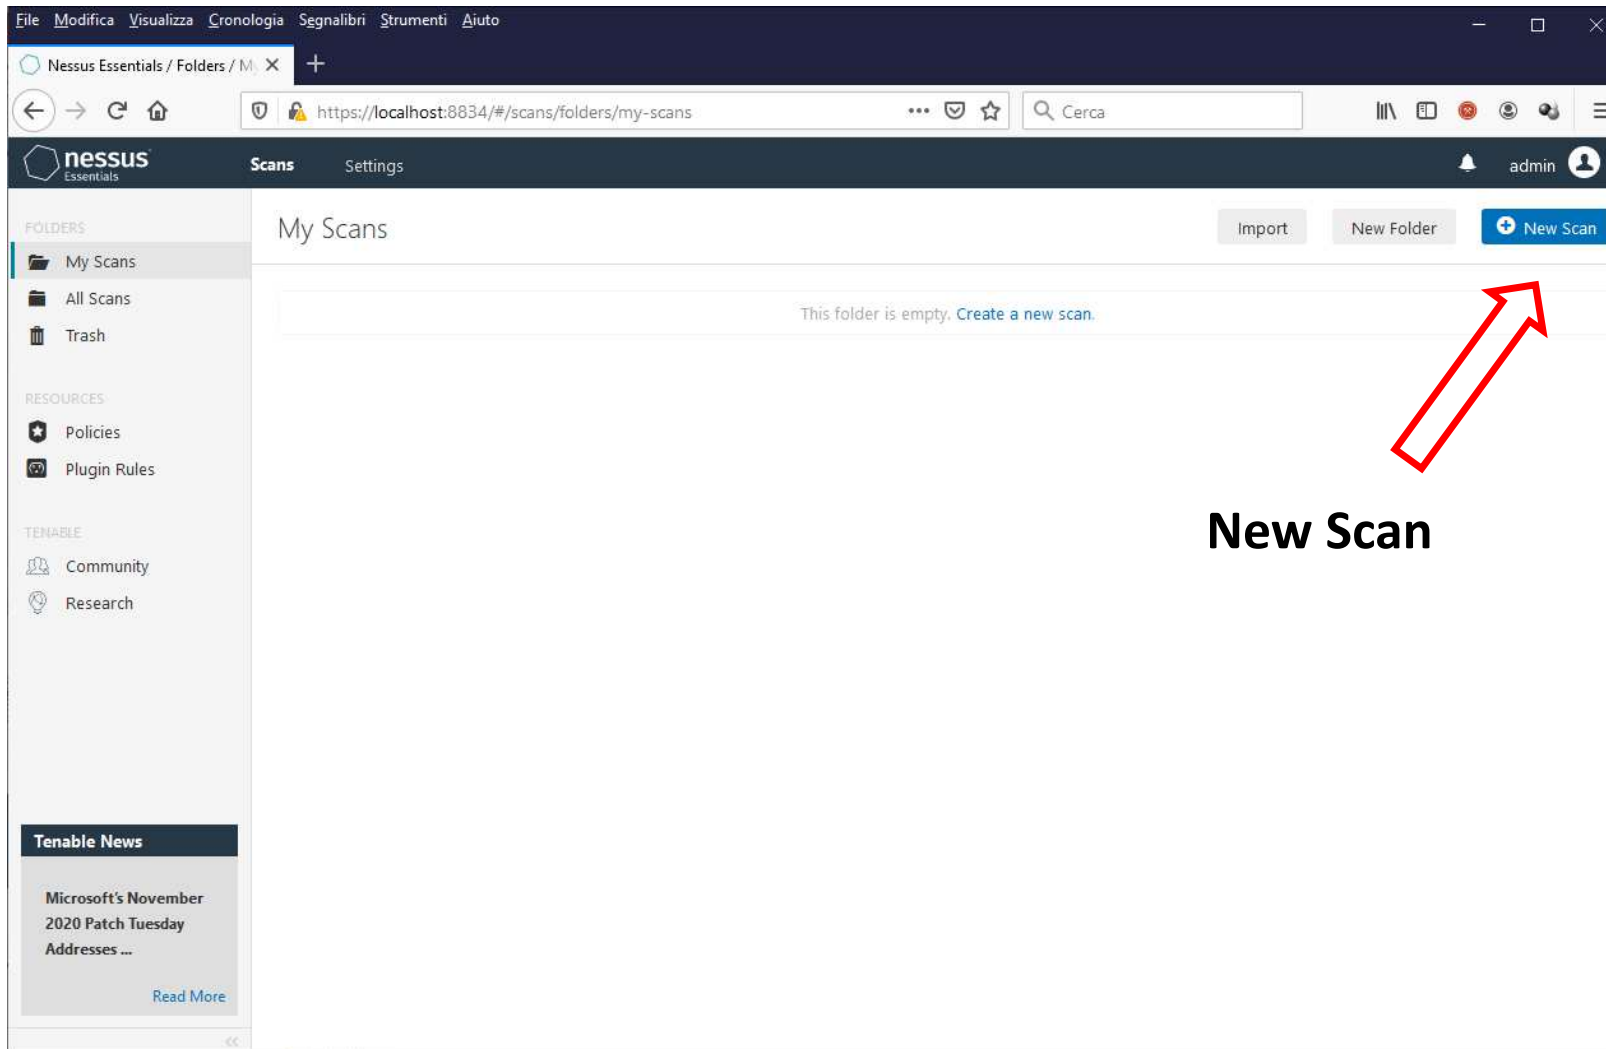 File Modifica Visualizza Cronologia Segnalibri Strumenti Aiuto
Nessus Essentials / Folders / M
https://localhost:8834/#/scans/folders/my-scans
Cerca
nessus
Essentials
Scans Settings
admin
FOLDERS
My Scans
All Scans
Trash
RESOURCES
Policies
Plugin Rules
TENABLE
Community
Research
My Scans
Import New Folder New Scan
This folder is empty. Create a new scan.
New Scan
Tenable News
Microsoft's November
2020 Patch Tuesday
Addresses ...
Read More